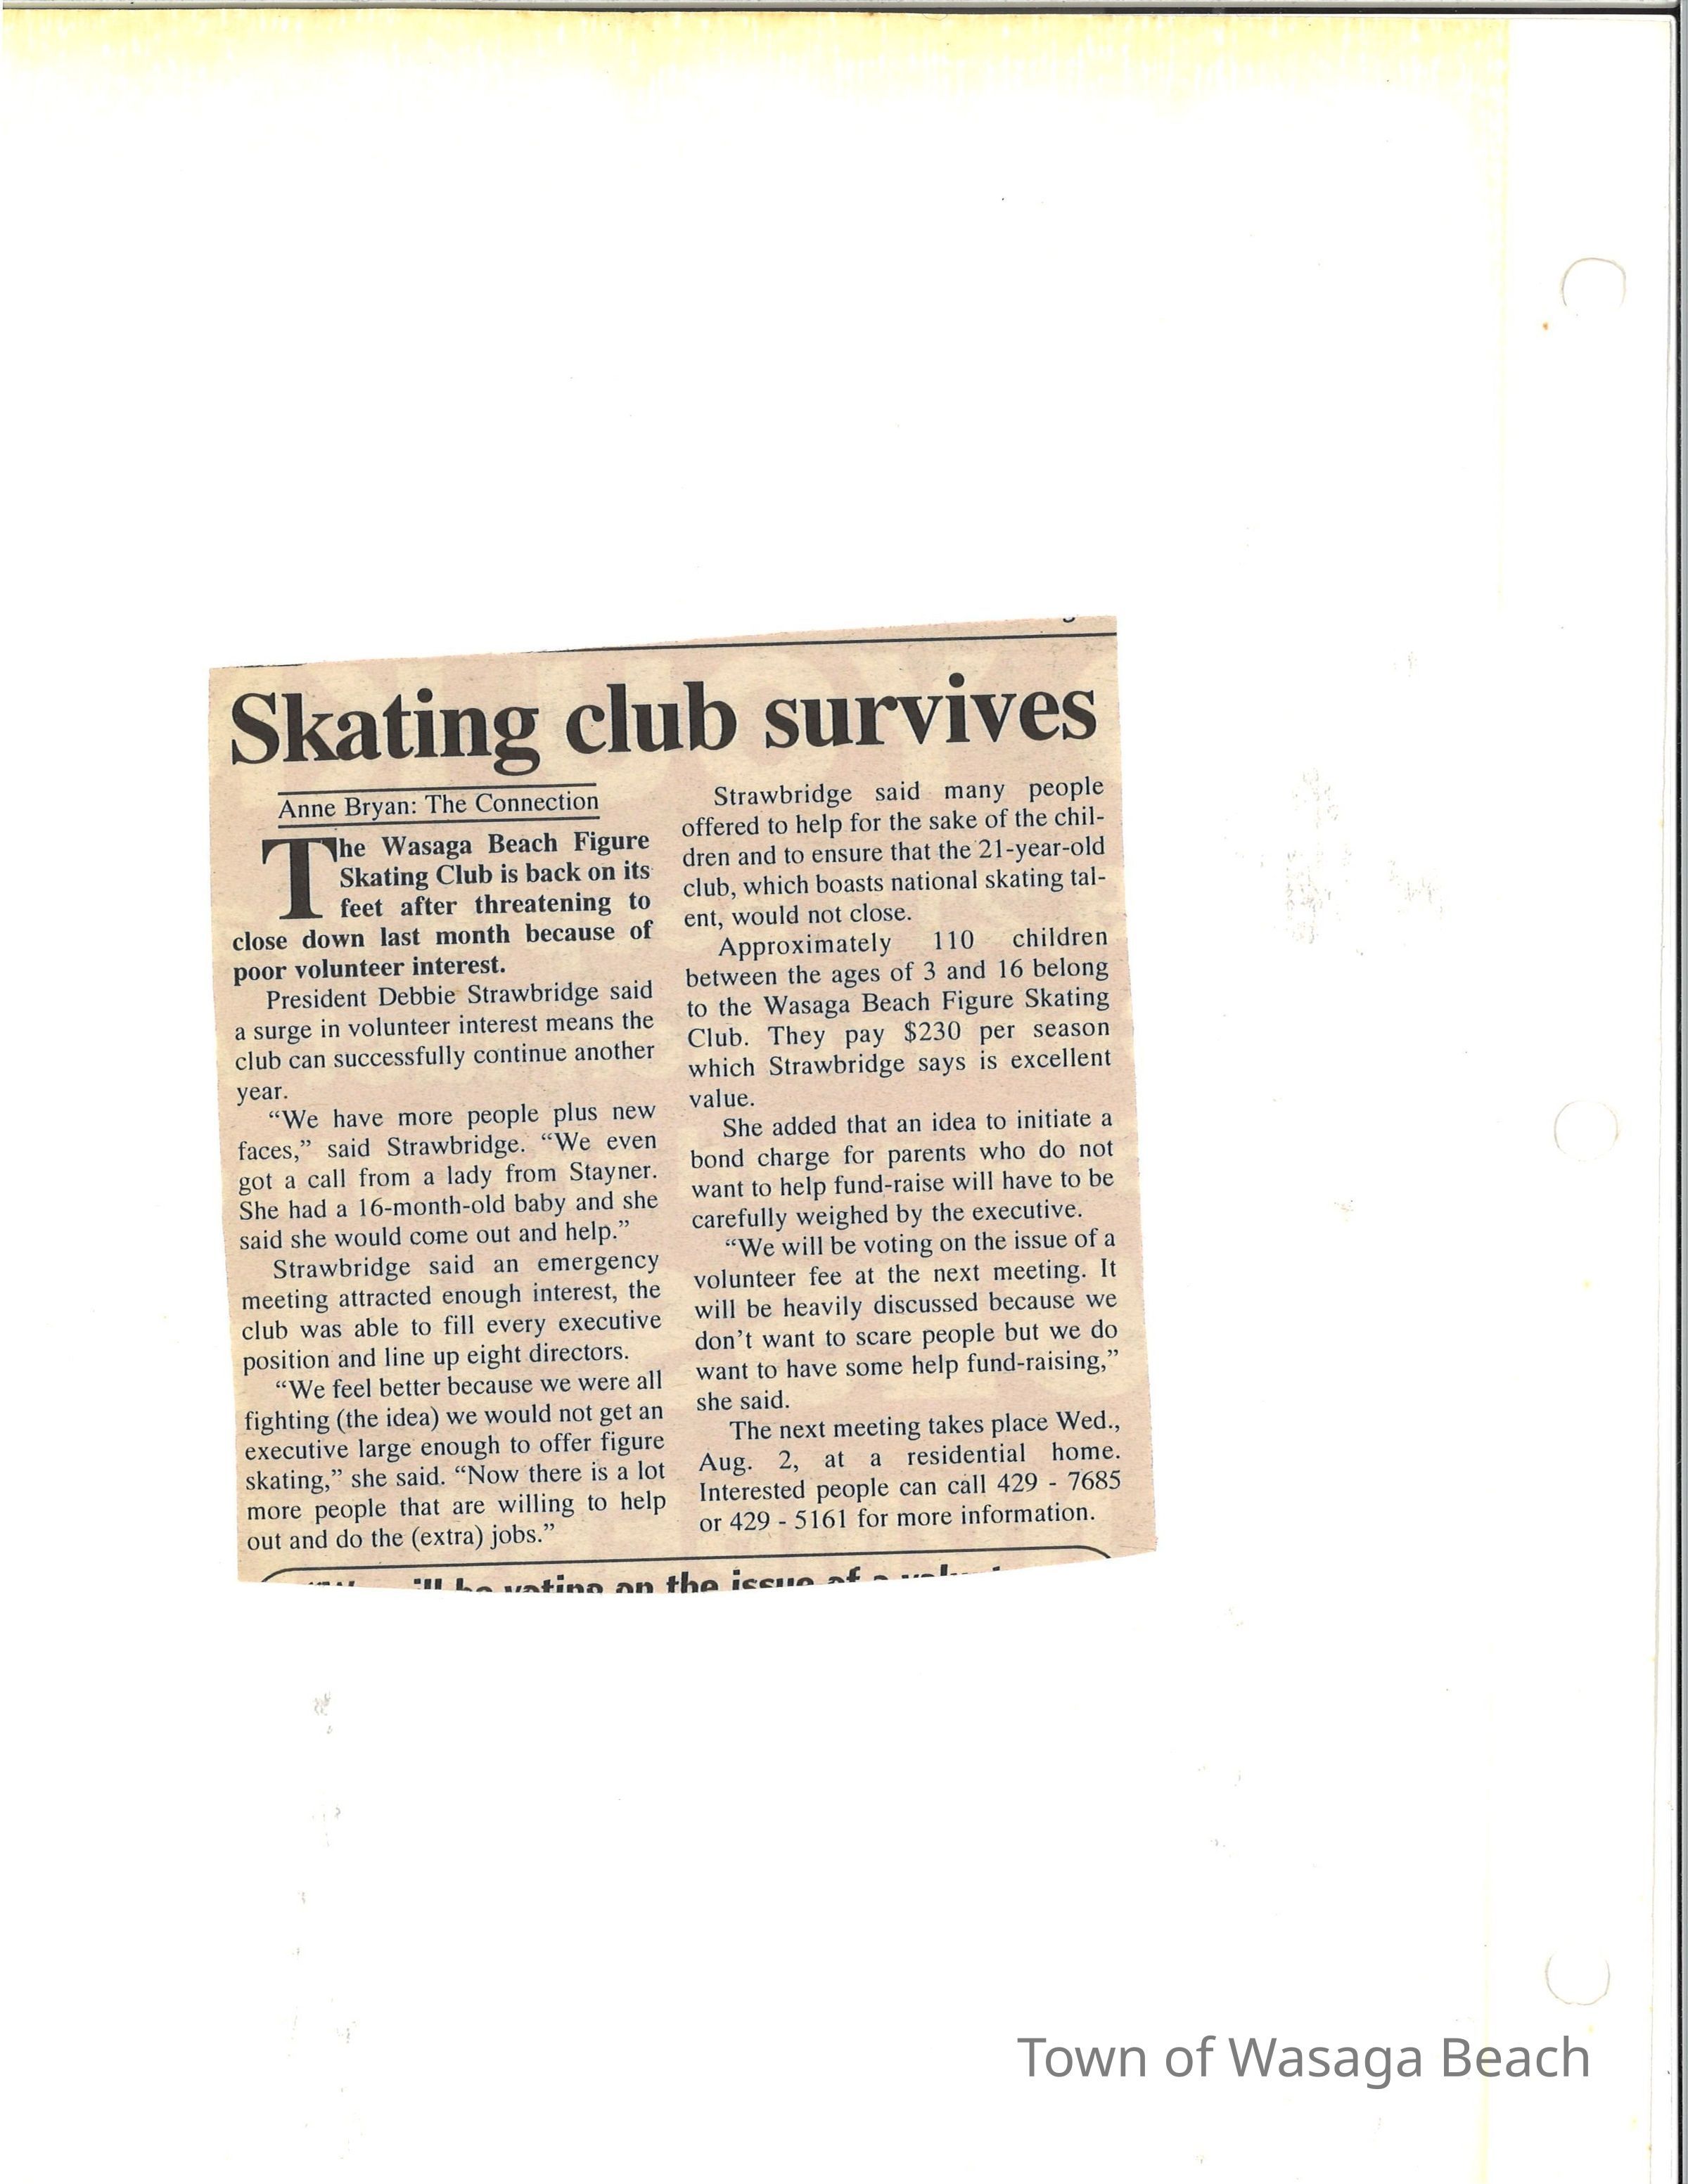 Skating club survives
Anne Bryan: The Connection
The Wasaga Beach Figure
Skating Club is back on its
feet after threatening to
close down last month because of
poor volunteer interest.
President Debbie Strawbridge said
a surge in volunteer interest means the
club can successfully continue another
year.
“We have more people plus new
faces,” said Strawbridge. “We even
got a call from a lady from Stayner.
She had a 16-month-old baby and she
said she would come out and help.”
Strawbridge said an emergency
meeting attracted enough interest, the
club was able to fill every executive
position and line up eight directors.
“We feel better because we were all
fighting (the idea) we would not get an
executive large enough to offer figure
skating,” she said. “Now there is a lot
more people that are willing to help
out and do the (extra) jobs.”
Strawbridge said many people
offered to help for the sake of the chil-
dren and to ensure that the 21-year-old
club, which boasts national skating tal-
ent, would not close.
Approximately 110 children
between the ages of 3 and 16 belong
to the Wasaga Beach Figure Skating
Club. They pay $230 per season
which Strawbridge says is excellent
value.
She added that an idea to initiate a
bond charge for parents who do not
want to help fund-raise will have to be
carefully weighed by the executive.
“We will be voting on the issue of a
volunteer fee at the next meeting. It
will be heavily discussed because we
don’t want to scare people but we do
want to have some help fund-raising,”
she said.
The next meeting takes place Wed.,
Aug. 2, at a residential home.
Interested people can call 429 - 7685
or 429 - 5161 for more information.
be voting on the issue of a
Town of Wasaga Beach